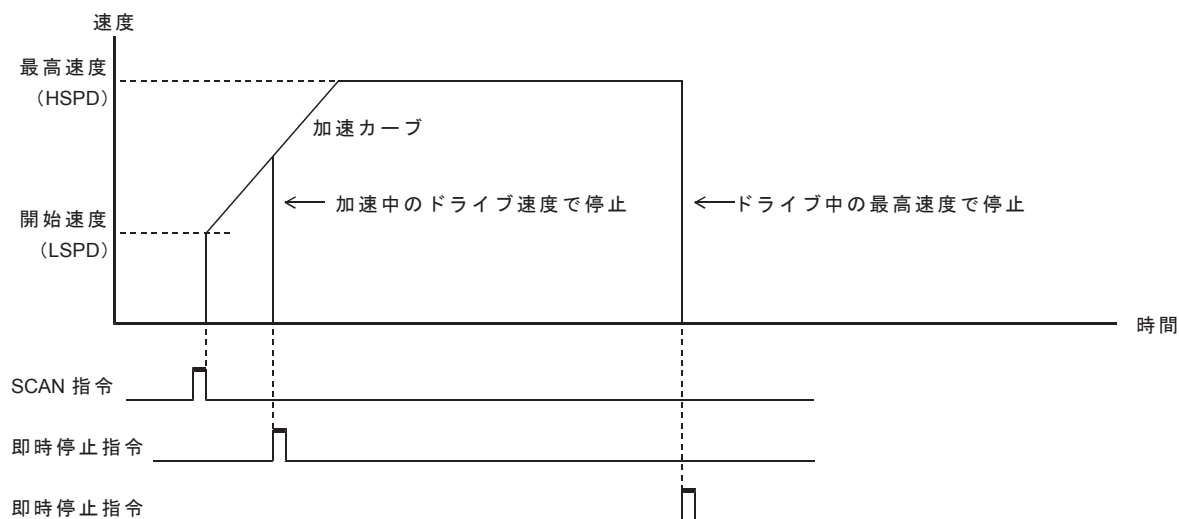 速度
最高速度
（HSPD）
加速カーブ
加速中のドライブ速度で停止
ドライブ中の最高速度で停止
開始速度
（LSPD）
時間
SCAN 指令
即時停止指令
即時停止指令